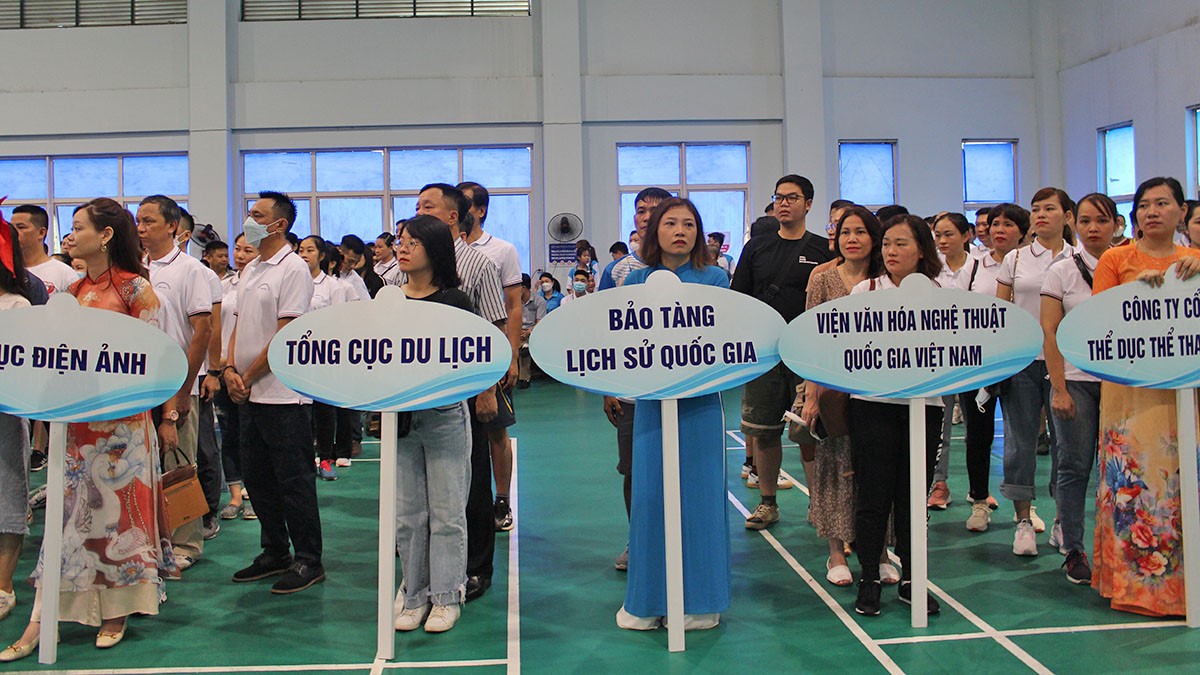 ỤC ĐIỆN ẢNH
TỔNG CỤC DU LỊCH
BẢO TÀNG
LỊCH SỬ QUỐC GIA
VIỆN VĂN HÓA NGHỆ THUẬT
QUỐC GIA VIỆT NAM
CÔNG TY CỔ
THỂ DỤC THỂ THA